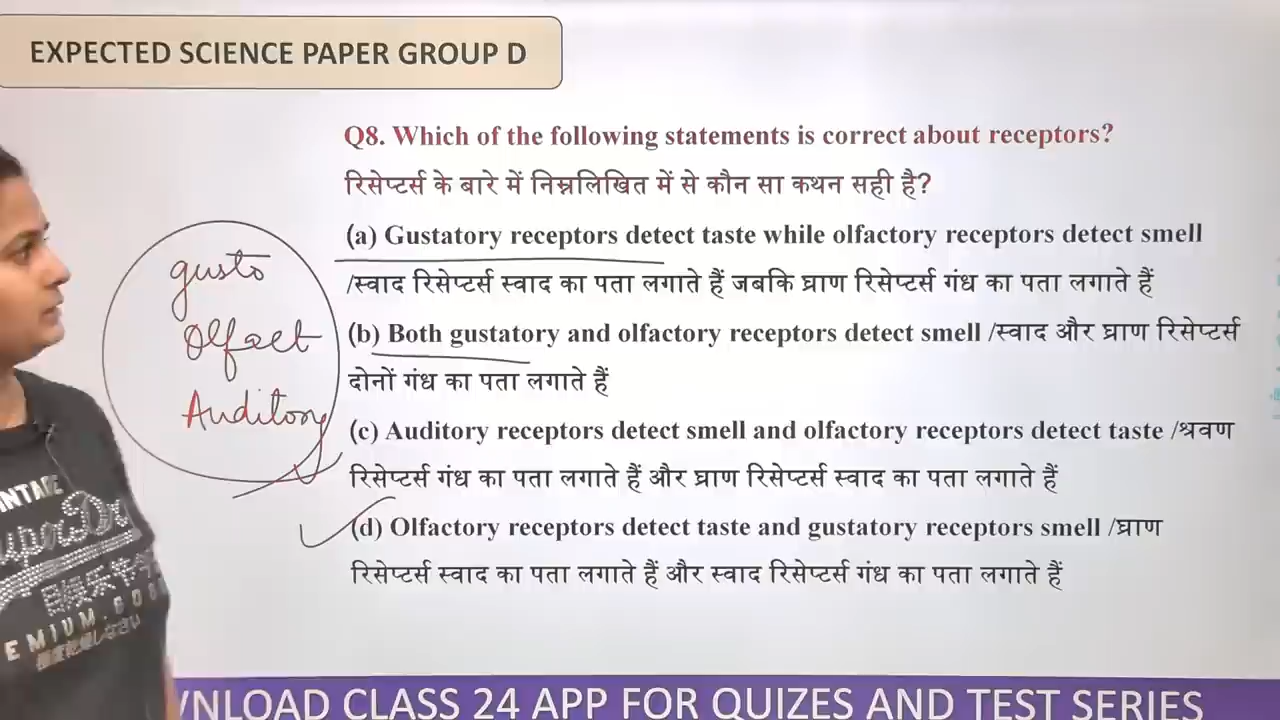 EXPECTED SCIENCE PAPER GROUP D
Q8. Which of the following statements is correct about receptors?
रिसेप्टर्स के बारे में निम्नलिखित में से कौन सा कथन सही है?
(a) Gustatory receptors detect taste while olfactory receptors detect smell
/स्वाद रिसेप्टर्स स्वाद का पता लगाते हैं जबकि घ्राण रिसेप्टर्स गंध का पता लगाते हैं
(b) Both gustatory and olfactory receptors detect smell /स्वाद और घ्राण रिसेप्टर्स
दोनों गंध का पता लगाते हैं
(c) Auditory receptors detect smell and olfactory receptors detect taste /श्रवण
रिसेप्टर्स गंध का पता लगाते हैं और घ्राण रिसेप्टर्स स्वाद का पता लगाते हैं
(d) Olfactory receptors detect taste and gustatory receptors smell /घ्राण
रिसेप्टर्स स्वाद का पता लगाते हैं और स्वाद रिसेप्टर्स गंध का पता लगाते हैं
gusto
Olfact
Auditory
WNLOAD CLASS 24 APP FOR QUIZES AND TEST SERIES